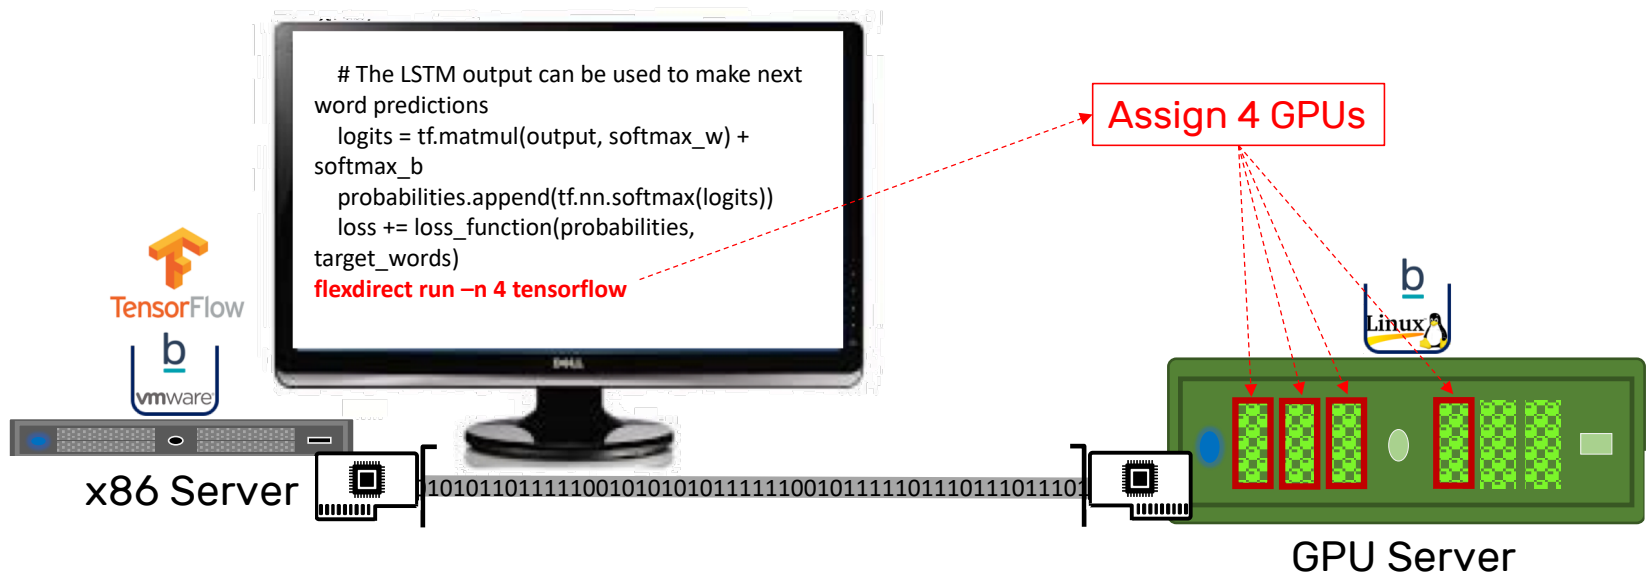 # The LSTM output can be used to make next
word predictions
logits = tf.matmul(output, softmax_w) +
softmax_b
probabilities.append(tf.nn.softmax(logits))
loss += loss_function(probabilities,
target_words)
flexdirect run –n 4 tensorflow
DELL
Assign 4 GPUs
TensorFlow
b
vmware
x86 Server
b
Linux
GPU Server